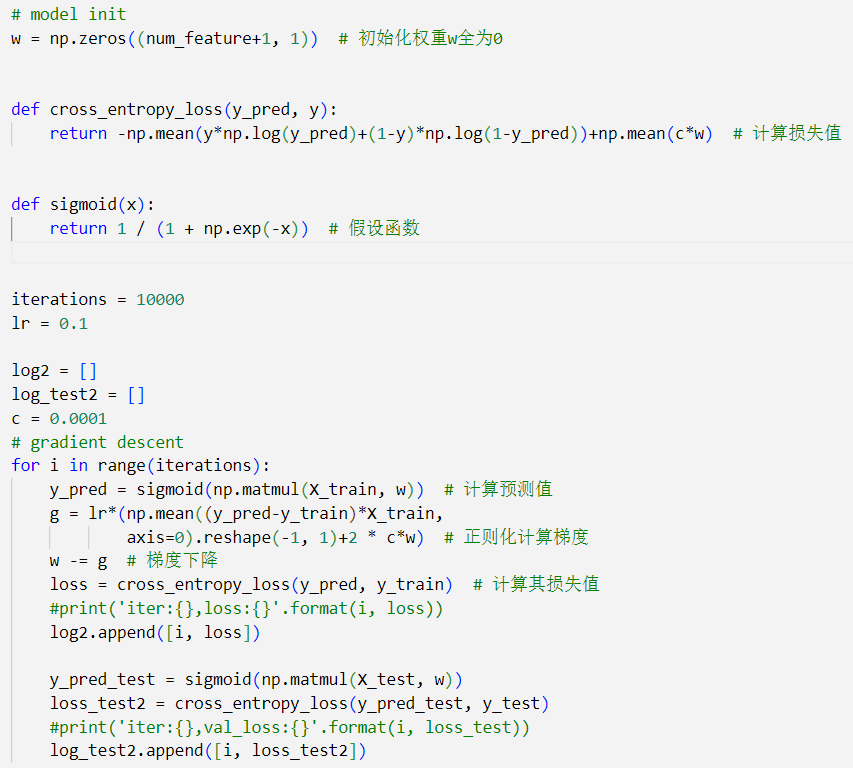 # model init
w = np.zeros((num_feature+1, 1))  # 初始化权重w全为0
def cross_entropy_loss(y_pred, y):
    return -np.mean(y*np.log(y_pred)+(1-y)*np.log(1-y_pred))+np.mean(c*w)  # 计算损失值
def sigmoid(x):
    return 1 / (1 + np.exp(-x))  # 假设函数
iterations = 10000
lr = 0.1
log2 = []
log_test2 = []
c = 0.0001
# gradient descent
for i in range(iterations):
    y_pred = sigmoid(np.matmul(X_train, w))  # 计算预测值
    g = lr*(np.mean((y_pred-y_train)*X_train,
            axis=0).reshape(-1, 1)+2 * c*w)  # 正则化计算梯度
    w -= g  # 梯度下降
    loss = cross_entropy_loss(y_pred, y_train)  # 计算其损失值
    #print('iter:{},loss:{}'.format(i, loss))
    log2.append([i, loss])
    y_pred_test = sigmoid(np.matmul(X_test, w))
    loss_test2 = cross_entropy_loss(y_pred_test, y_test)
    #print('iter:{},val_loss:{}'.format(i, loss_test))
    log_test2.append([i, loss_test2])